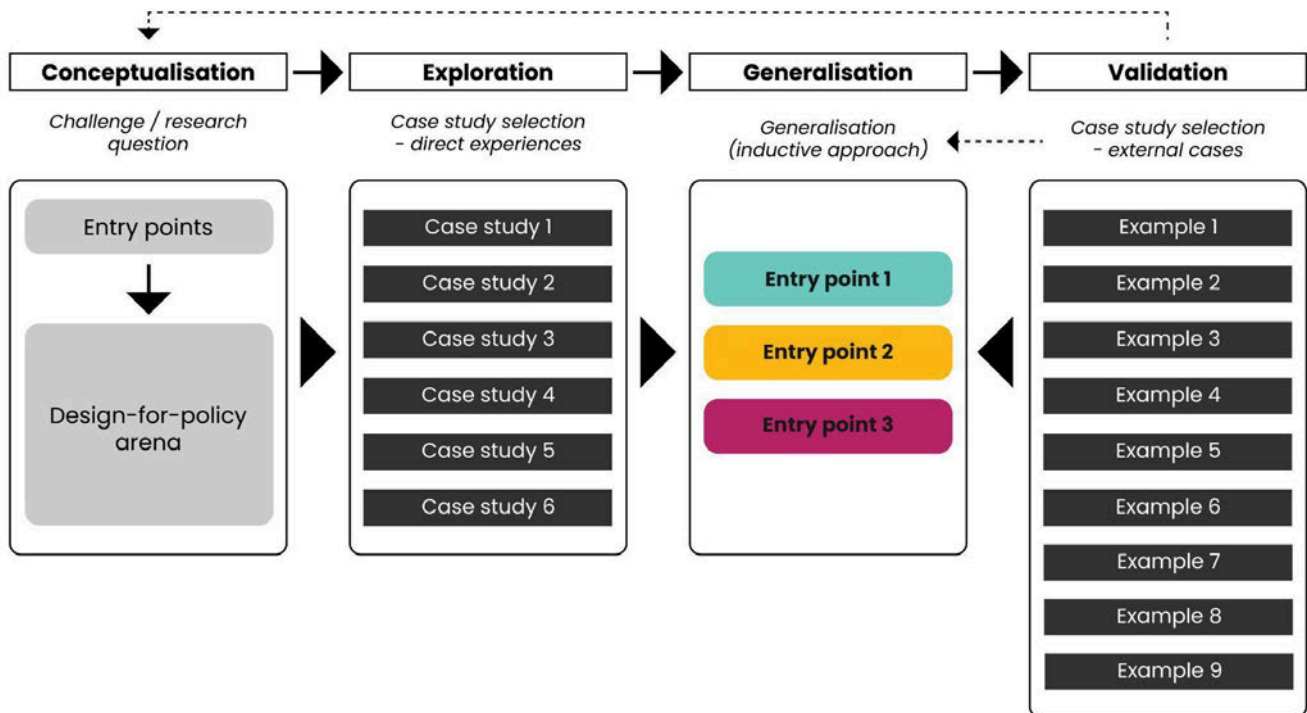 Conceptualisation
Exploration
Generalisation
Validation
Challenge / research
question
Case study selection
- direct experiences
Generalisation
(inductive approach)
Case study selection
- external cases
Entry points
Design-for-policy
arena
Case study 1
Case study 2
Case study 3
Case study 4
Case study 5
Case study 6
Entry point 1
Entry point 2
Entry point 3
Example 1
Example 2
Example 3
Example 4
Example 5
Example 6
Example 7
Example 8
Example 9